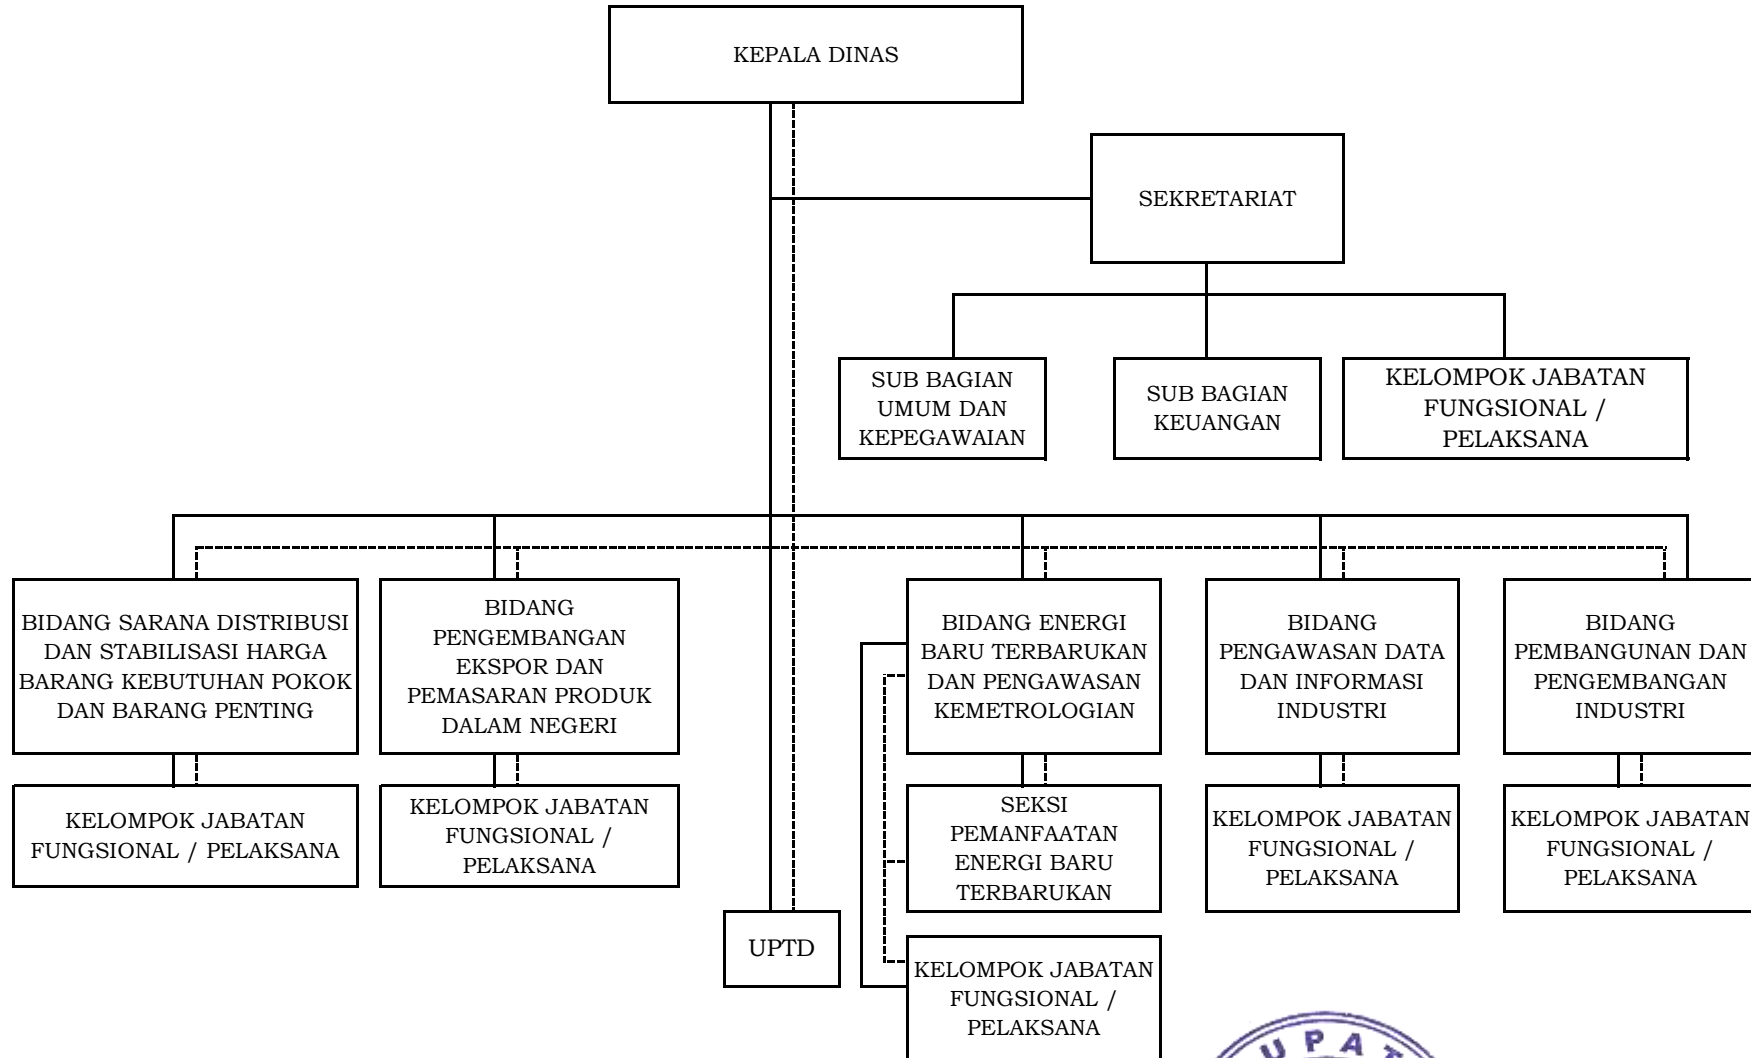 KEPALA DINAS
SEKRETARIAT
SUB BAGIAN
UMUM DAN
KEPEGAWAIAN
SUB BAGIAN
KEUANGAN
KELOMPOK JABATAN
FUNGSIONAL /
PELAKSANA
BIDANG SARANA DISTRIBUSI
DAN STABILISASI HARGA
BARANG KEBUTUHAN POKOK
DAN BARANG PENTING
BIDANG
PENGEMBANGAN
EKSPOR DAN
PEMASARAN PRODUK
DALAM NEGERI
BIDANG ENERGI
BARU TERBARUKAN
DAN PENGAWASAN
KEMETROLOGIAN
BIDANG
PENGAWASAN DATA
DAN INFORMASI
INDUSTRI
BIDANG
PEMBANGUNAN DAN
PENGEMBANGAN
INDUSTRI
KELOMPOK JABATAN
FUNGSIONAL / PELAKSANA
KELOMPOK JABATAN
FUNGSIONAL /
PELAKSANA
SEKSI
PEMANFAATAN
ENERGI BARU
TERBARUKAN
KELOMPOK JABATAN
FUNGSIONAL /
PELAKSANA
KELOMPOK JABATAN
FUNGSIONAL /
PELAKSANA
UPTD
KELOMPOK JABATAN
FUNGSIONAL /
PELAKSANA